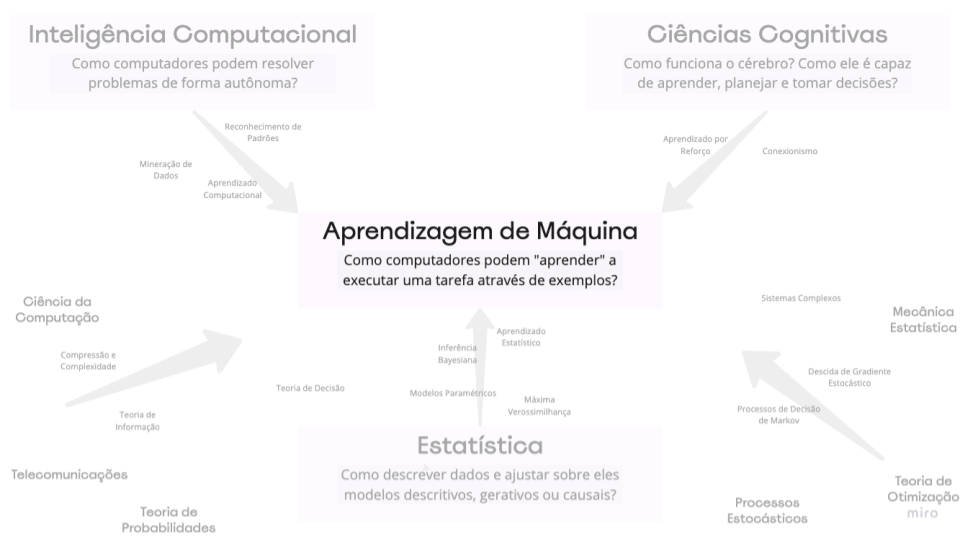 Inteligência Computacional
Como computadores podem resolver
problemas de forma autônoma?
Ciências Cognitivas
Como funciona o cérebro? Como ele é capaz
de aprender, planejar e tomar decisões?
Reconhecimento de
Padrões
Mineração de
Dados
Aprendizado
Computacional
Aprendizado por
Reforço
Conexionismo
Aprendizagem de Máquina
Como computadores podem "aprender" a
executar uma tarefa através de exemplos?
Ciência da
Computação
Compressão e
Complexidade
Teoria de
Informação
Telecomunicações
Teoria de
Probabilidades
Teoria de Decisão
Inferência
Bayesiana
Aprendizado
Estatístico
Modelos Paramétricos
Máxima
Verossimilhança
Estatística
Como descrever dados e ajustar sobre eles
modelos descritivos, gerativos ou causais?
Sistemas Complexos
Mecânica
Estatística
Descida de Gradiente
Estocástico
Processos de Decisão
de Markov
Processos
Estocásticos
Teoria de
Otimização
miro